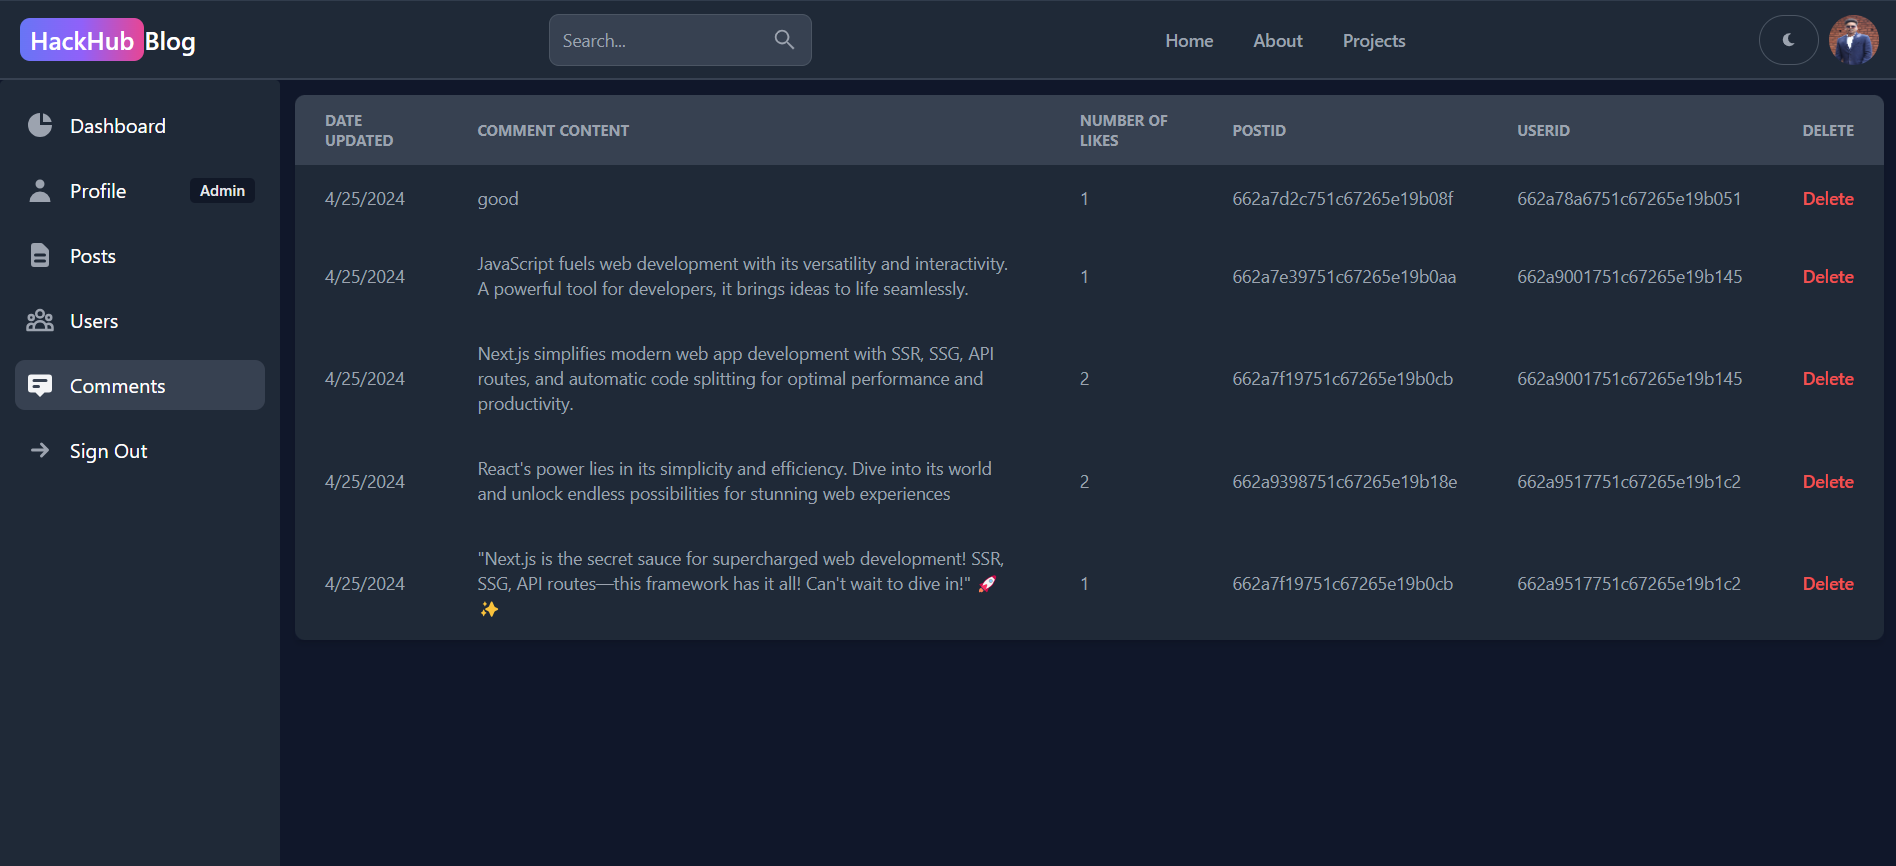 HackHub Blog
Search...
Home
About
Projects
Dashboard
Profile
Admin
Posts
Users
Comments
Sign Out
DATE
UPDATED
COMMENT CONTENT
NUMBER OF
LIKES
POSTID
USERID
DELETE
4/25/2024
good
1
662a7d2c751c67265e19b08f
662a78a6751c67265e19b051
Delete
4/25/2024
JavaScript fuels web development with its versatility and interactivity.
A powerful tool for developers, it brings ideas to life seamlessly.
1
662a7e39751c67265e19b0aa
662a9001751c67265e19b145
Delete
4/25/2024
Next.js simplifies modern web app development with SSR, SSG, API
routes, and automatic code splitting for optimal performance and
productivity.
2
662a7f19751c67265e19b0cb
662a9001751c67265e19b145
Delete
4/25/2024
React's power lies in its simplicity and efficiency. Dive into its world
and unlock endless possibilities for stunning web experiences
2
662a9398751c67265e19b18e
662a9517751c67265e19b1c2
Delete
4/25/2024
"Next.js is the secret sauce for supercharged web development! SSR,
SSG, API routes—this framework has it all! Can't wait to dive in!" 🚀
✨
1
662a7f19751c67265e19b0cb
662a9517751c67265e19b1c2
Delete